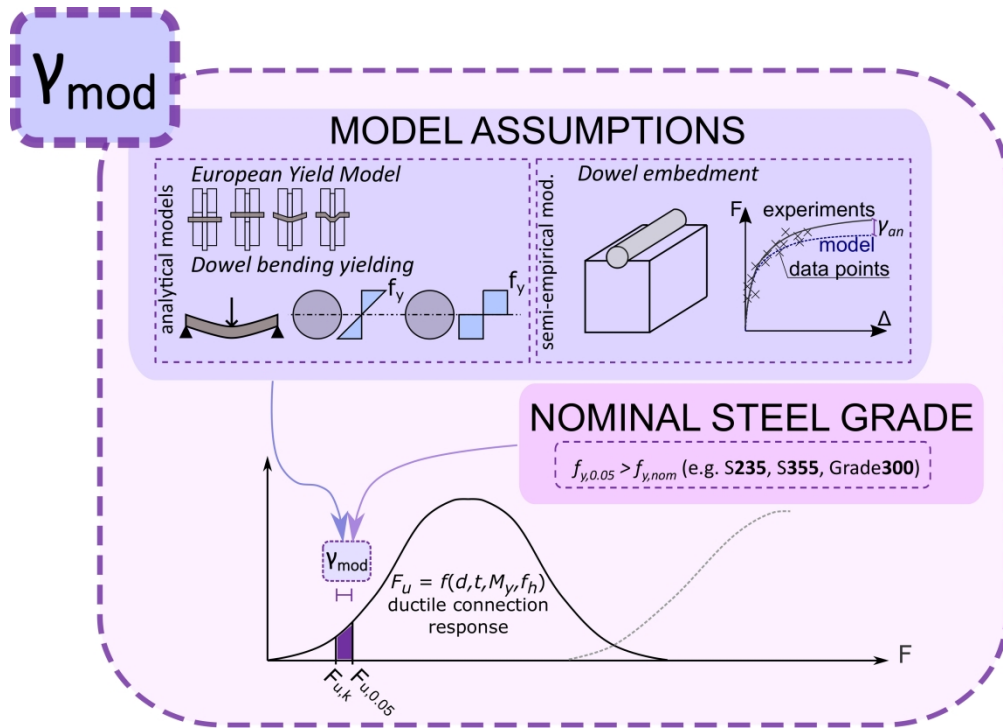 γmod
MODEL ASSUMPTIONS
analytical models
European Yield Model
Dowel bending yielding
fy
fy
semi-empirical mod.
Dowel embedment
F
experiments
γan
model
data points
Δ
NOMINAL STEEL GRADE
fy,0.05 > fy,nom (e.g. S235, S355, Grade300)
γmod
Fu = f(d,t,My,fh)
ductile connection
response
F
Fu,k
Fu,0.05